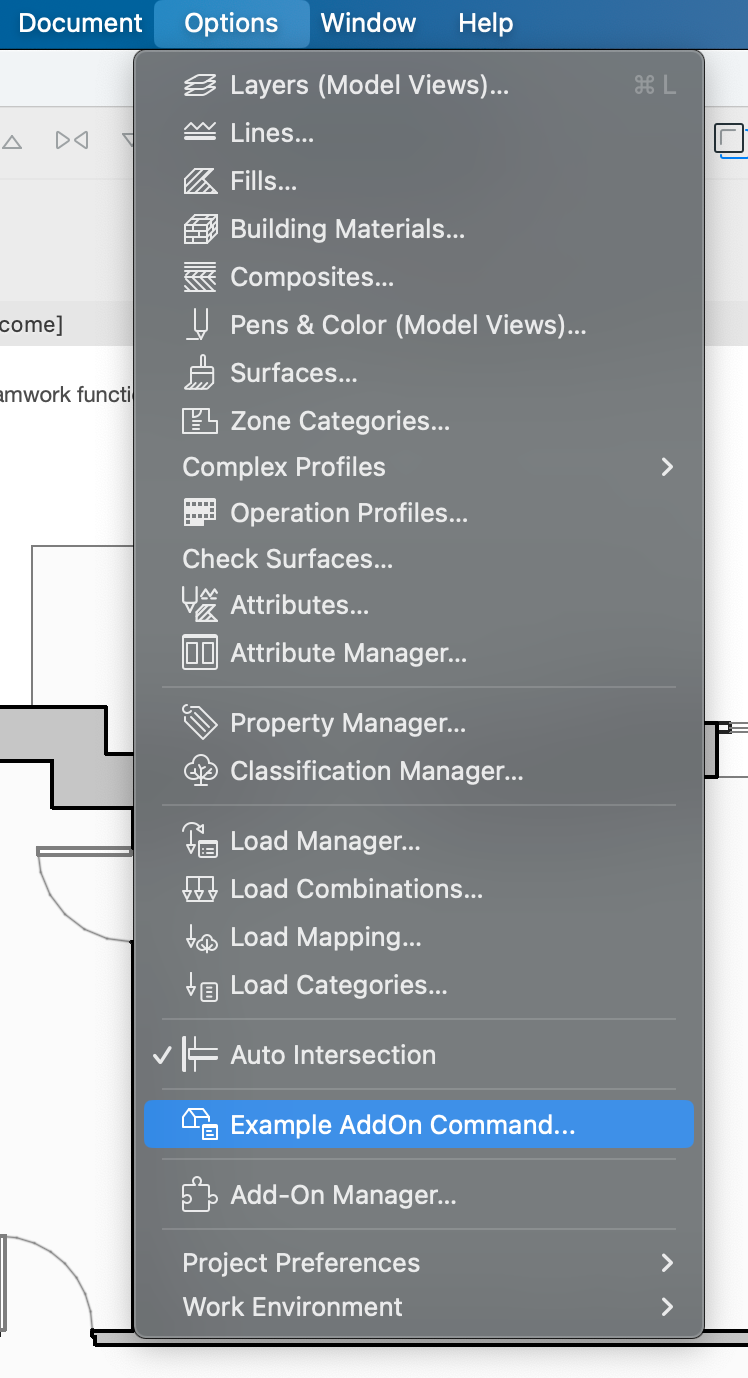 Document Options Window Help
Layers (Model Views)... ⌘ L
Lines...
Fills...
Building Materials...
Composites...
come]
Pens & Color (Model Views)...
Surfaces...
amwork functi
Zone Categories...
Complex Profiles
Operation Profiles...
Check Surfaces...
Attributes...
Attribute Manager...
Property Manager...
Classification Manager...
Load Manager...
Load Combinations...
Load Mapping...
Load Categories...
Auto Intersection
Example AddOn Command...
Add-On Manager...
Project Preferences
Work Environment